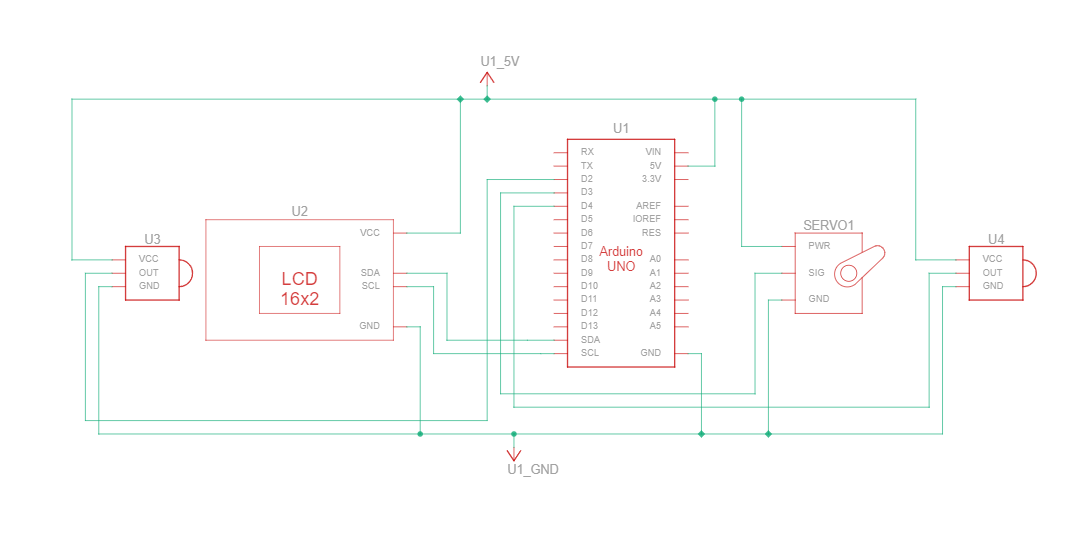 U1_5V
U1
RX
TX
D2
D3
D4
D5
D6
D7
D8
D9
D10
D11
D12
D13
SDA
SCL
VIN
5V
3.3V
AREF
IOREF
RES
A0
A1
A2
A3
A4
A5
GND
Arduino
UNO
U2
VCC
SDA
SCL
GND
LCD
16x2
U3
VCC
OUT
GND
SERVO1
PWR
SIG
GND
U4
VCC
OUT
GND
U1_GND